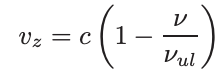 v_z = c \left( 1 - \frac{\nu}{\nu_{ul}} \right)